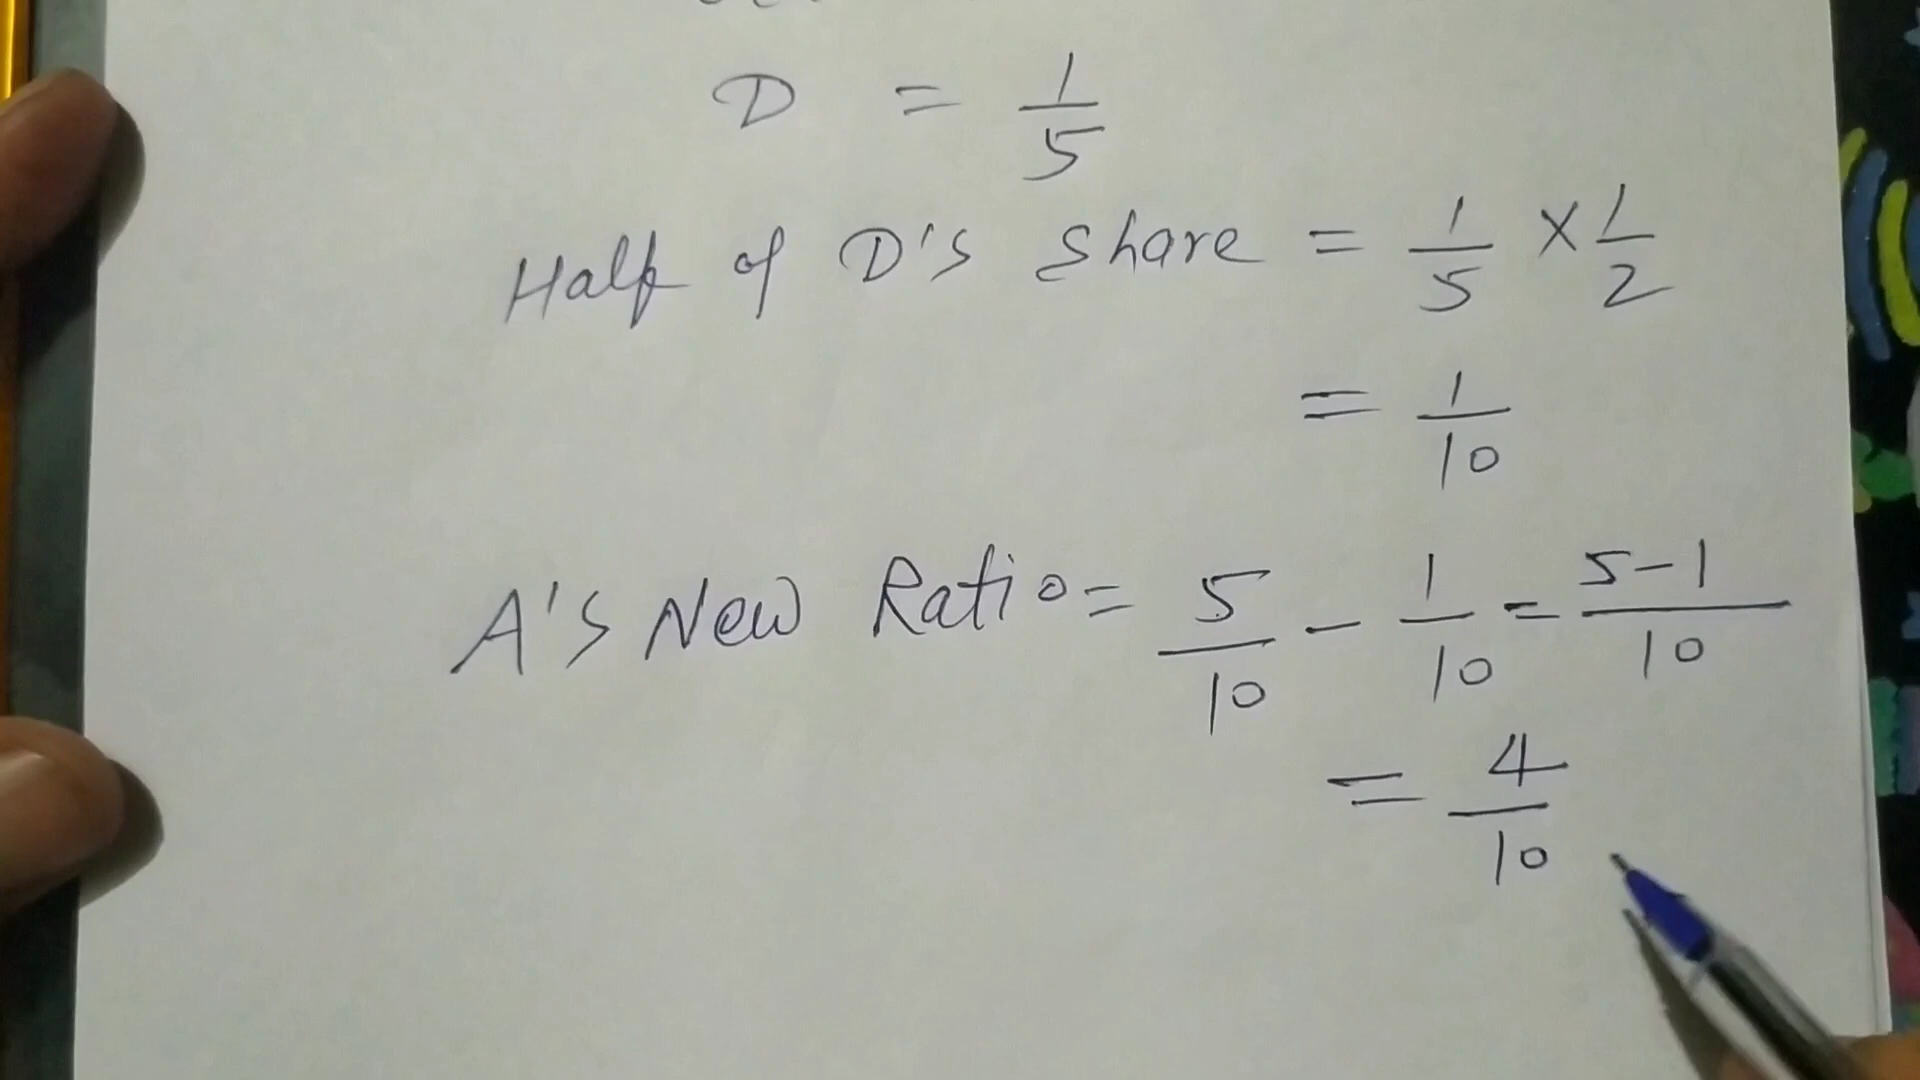 D = 1/5
Half of D's Share = 1/5 × 1/2
= 1/10
A's New Ratio = 5/10 - 1/10 = 5-1/10
= 4/10